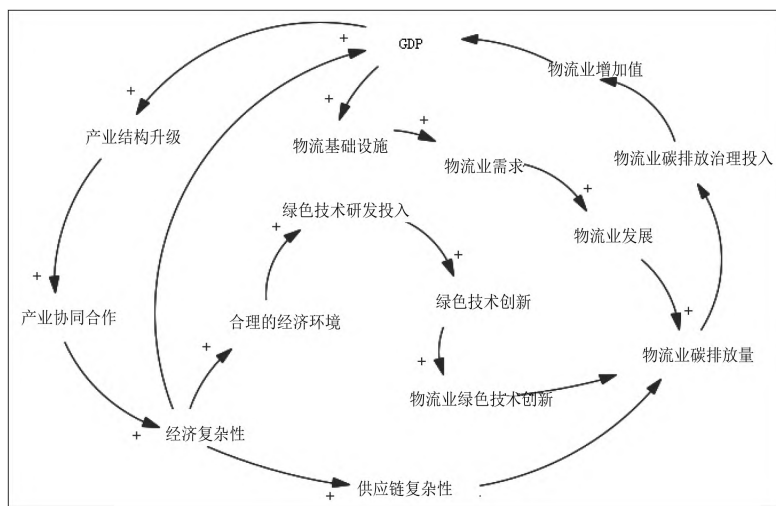 GDP
+
+
物流业增加值
+
+
+
产业结构升级
物流基础设施
物流业需求
物流业碳排放治理投入
绿色技术研发投入
+
+
物流业发展
+
+
绿色技术创新
产业协同合作
合理的经济环境
+
+
物流业碳排放量
+
物流业绿色技术创新
经济复杂性
+
供应链复杂性
+